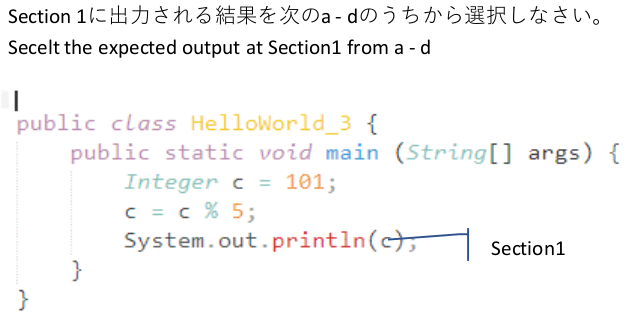 Section 1に出力される結果を次のa - dのうちから選択しなさい。
Secelt the expected output at Section1 from a - d
public class HelloWorld_3 {
public static void main (String[] args) {
Integer c = 101;
c = c % 5;
System.out.println(c);
Section1
}
}